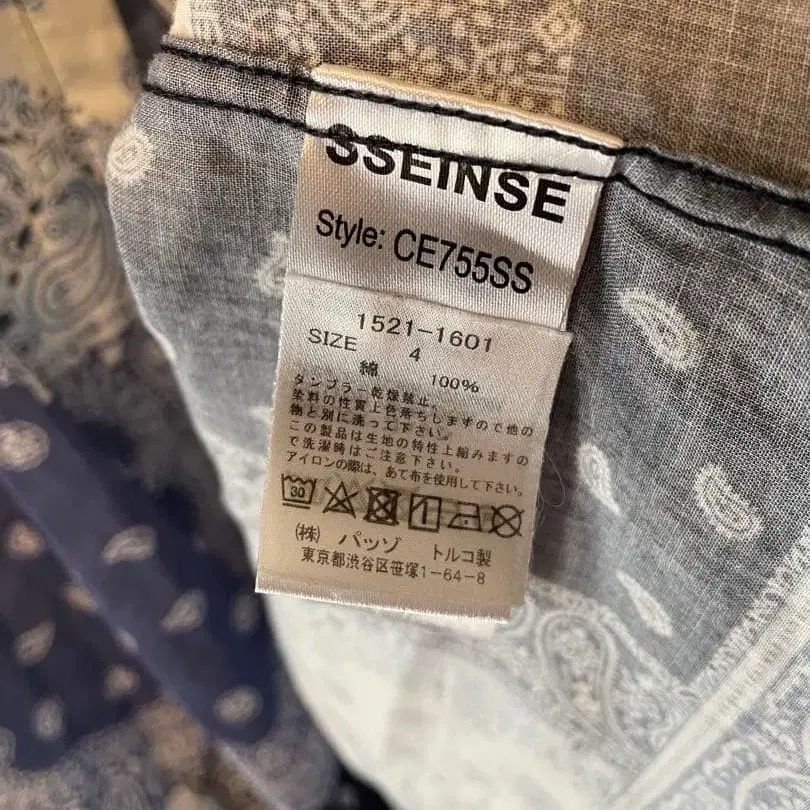 SSEINSE
Style: CE755SS
1521-1601
SIZE 4
綿 100%
タンブラー乾燥禁止。
染料の性質上色落ちしますので他の
物と別に洗って下さい。
この製品は生地の特性上縮みますの
で洗濯時はご注意下さい。
アイロンの際は、あて布を使用して下さい。
30
(株) パッゾ トルコ製
東京都渋谷区笹塚1-64-8